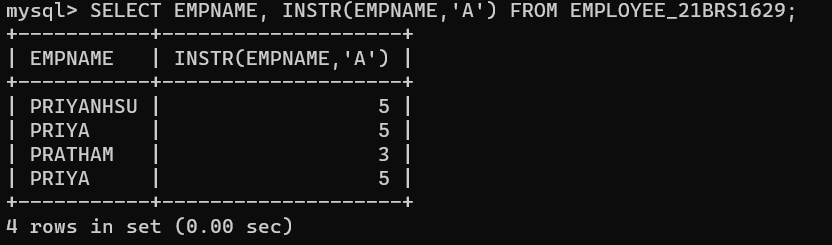 mysql> SELECT EMPNAME, INSTR(EMPNAME,'A') FROM EMPLOYEE_21BRS1629;
+-----------+--------------------+
| EMPNAME   | INSTR(EMPNAME,'A') |
+-----------+--------------------+
| PRIYANHSU |                  5 |
| PRIYA     |                  5 |
| PRATHAM   |                  3 |
| PRIYA     |                  5 |
+-----------+--------------------+
4 rows in set (0.00 sec)